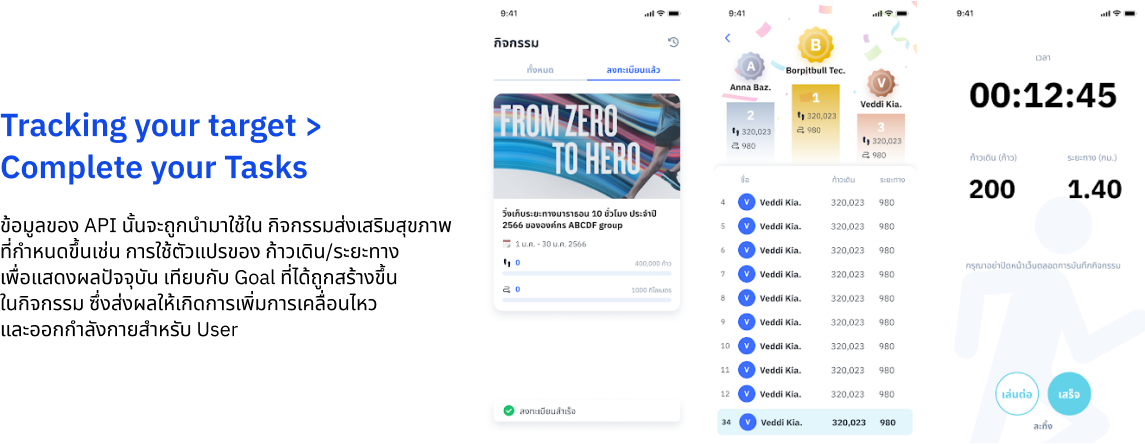 Tracking your target >
Complete your Tasks
ข้อมูลของ API นั้นจะถูกนำมาใช้ใน กิจกรรมส่งเสริมสุขภาพ
ที่กำหนดขึ้นเช่น การใช้ตัวแปรของ ก้าวเดิน/ระยะทาง
เพื่อแสดงผลปัจจุบัน เทียบกับ Goal ที่ได้ถูกสร้างขึ้น
ในกิจกรรม ซึ่งส่งผลให้เกิดการเพิ่มการเคลื่อนไหว
และออกกำลังกายสำหรับ User
9:41
กิจกรรม
ทั้งหมด ลงทะเบียนแล้ว
FROM ZERO
TO HERO
วิ่งเก็บระยะทางมาราธอน 10 ชั่วโมง ประจำปี
2566 ขององค์กร ABCDF group
1 ม.ค. - 30 ม.ค. 2566
0 400,000 ก้าว
0 1000 กิโลเมตร
ลงทะเบียนสำเร็จ
9:41
B
Borpitbull Tec.
A
Anna Baz.
V
Veddi Kia.
1
320,023
980
2
320,023
980
3
320,023
980
ชื่อ ก้าวเดิน ระยะทาง
4 V Veddi Kia. 320,023 980
5 V Veddi Kia. 320,023 980
6 V Veddi Kia. 320,023 980
7 V Veddi Kia. 320,023 980
8 V Veddi Kia. 320,023 980
9 V Veddi Kia. 320,023 980
10 V Veddi Kia. 320,023 980
11 V Veddi Kia. 320,023 980
12 V Veddi Kia. 320,023 980
34 V Veddi Kia. 320,023 980
9:41
เวลา
00:12:45
ก้าวเดิน (ก้าว) ระยะทาง (กม.)
200 1.40
กรุณาอย่าปิดหน้าเว็บตลอดการบันทึกกิจกรรม
เล่นต่อ เสร็จ
ละทิ้ง